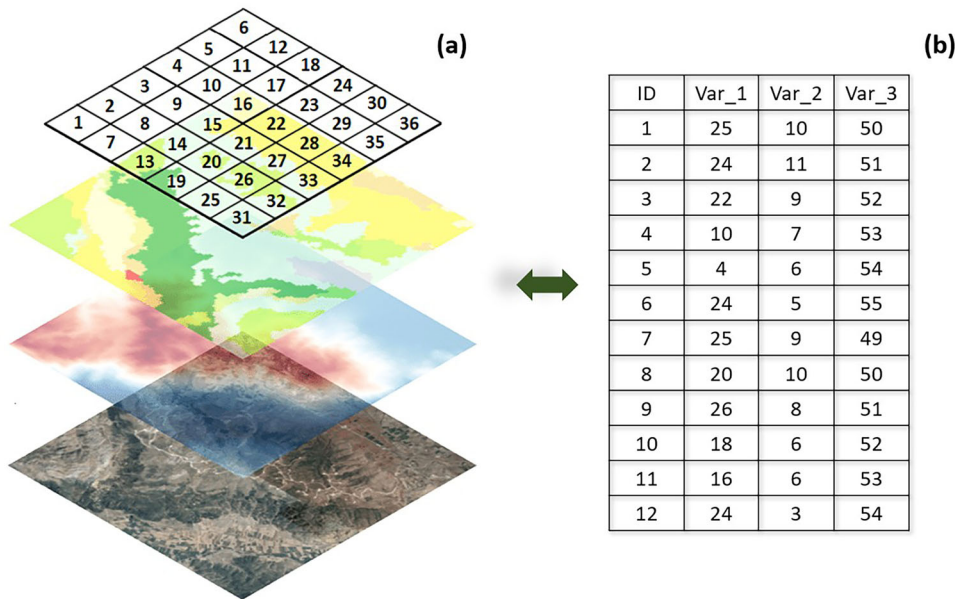 (a)
6
5 12
4 11 18
3 10 17 24
2 9 16 23 30
1 8 15 22 29 36
7 14 21 28 35
13 20 27 34
19 26 33
25 32
31
(b)
ID Var_1 Var_2 Var_3
1 25 10 50
2 24 11 51
3 22 9 52
4 10 7 53
5 4 6 54
6 24 5 55
7 25 9 49
8 20 10 50
9 26 8 51
10 18 6 52
11 16 6 53
12 24 3 54